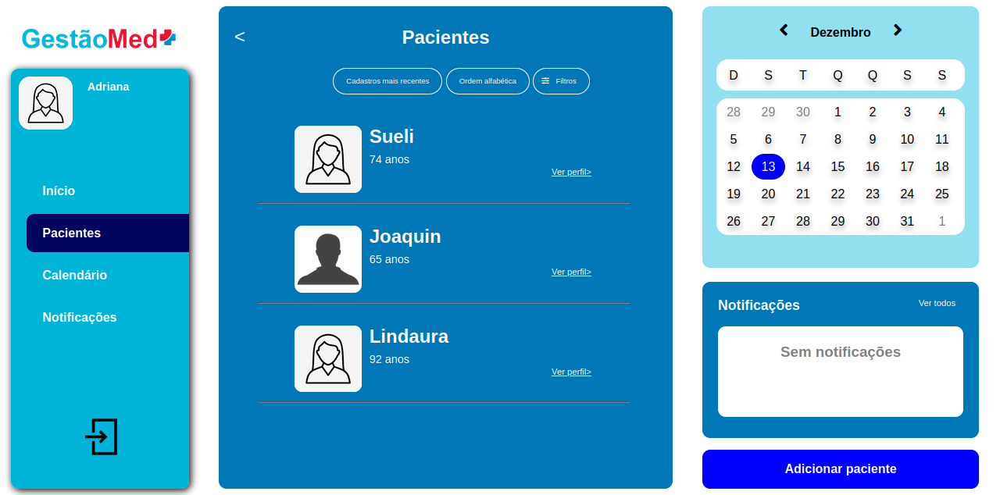 GestãoMed
Adriana
Início
Pacientes
Calendário
Notificações
<
Pacientes
Cadastros mais recentes
Ordem alfabética
Filtros
Sueli
74 anos
Ver perfil>
Joaquin
65 anos
Ver perfil>
Lindaura
92 anos
Ver perfil>
Dezembro
D S T Q Q S S
28 29 30 1 2 3 4
5 6 7 8 9 10 11
12 13 14 15 16 17 18
19 20 21 22 23 24 25
26 27 28 29 30 31 1
Notificações
Ver todos
Sem notificações
Adicionar paciente